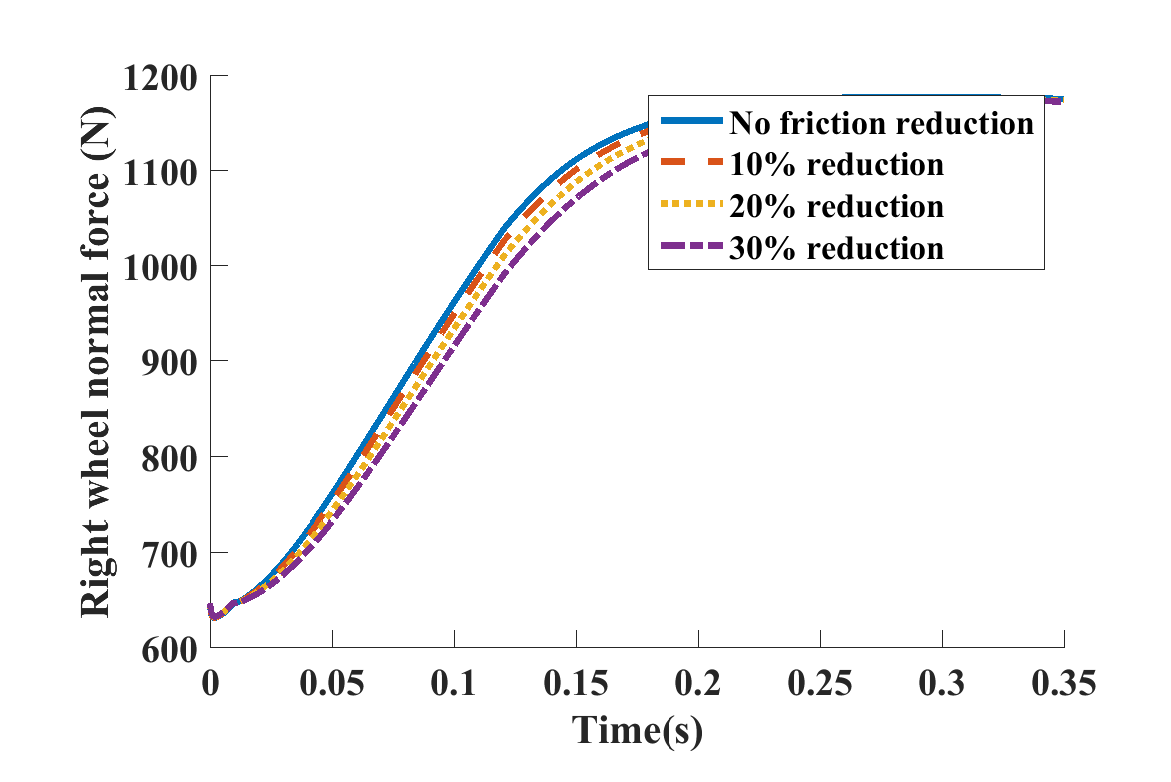 1200
1100
1000
900
800
700
600
Right wheel normal force (N)
No friction reduction
10% reduction
20% reduction
30% reduction
0 0.05 0.1 0.15 0.2 0.25 0.3 0.35
Time(s)